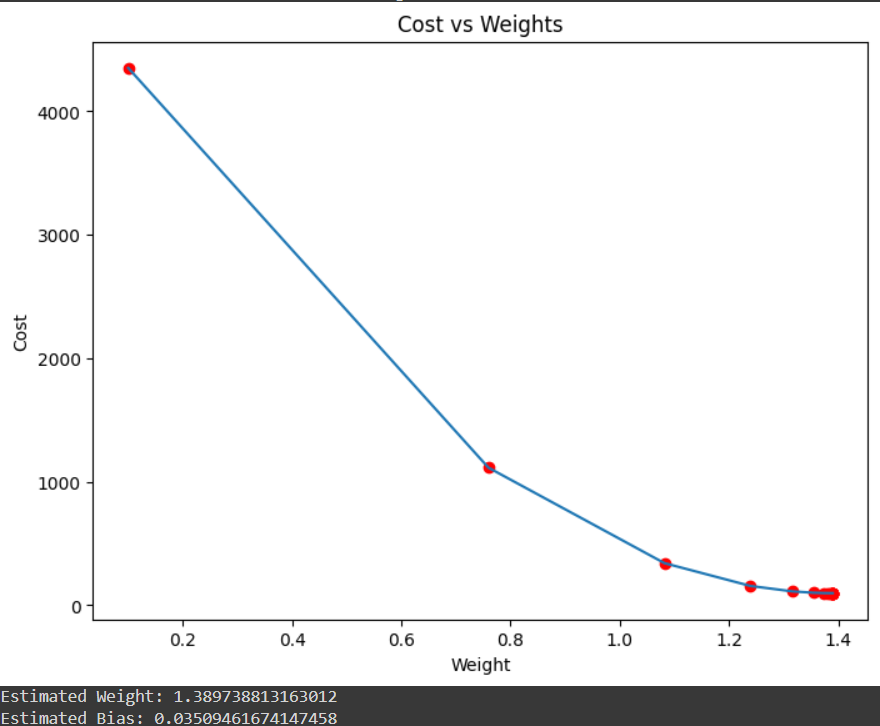 Cost vs Weights
4000
3000
2000
1000
0
Cost
0.2 0.4 0.6 0.8 1.0 1.2 1.4
Weight
Estimated Weight: 1.389738813163012
Estimated Bias: 0.03509461674147458